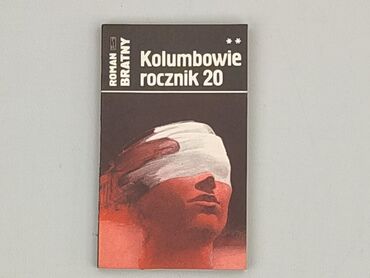 ROMAN
BRATNY
Kolumbowie
rocznik 20
**